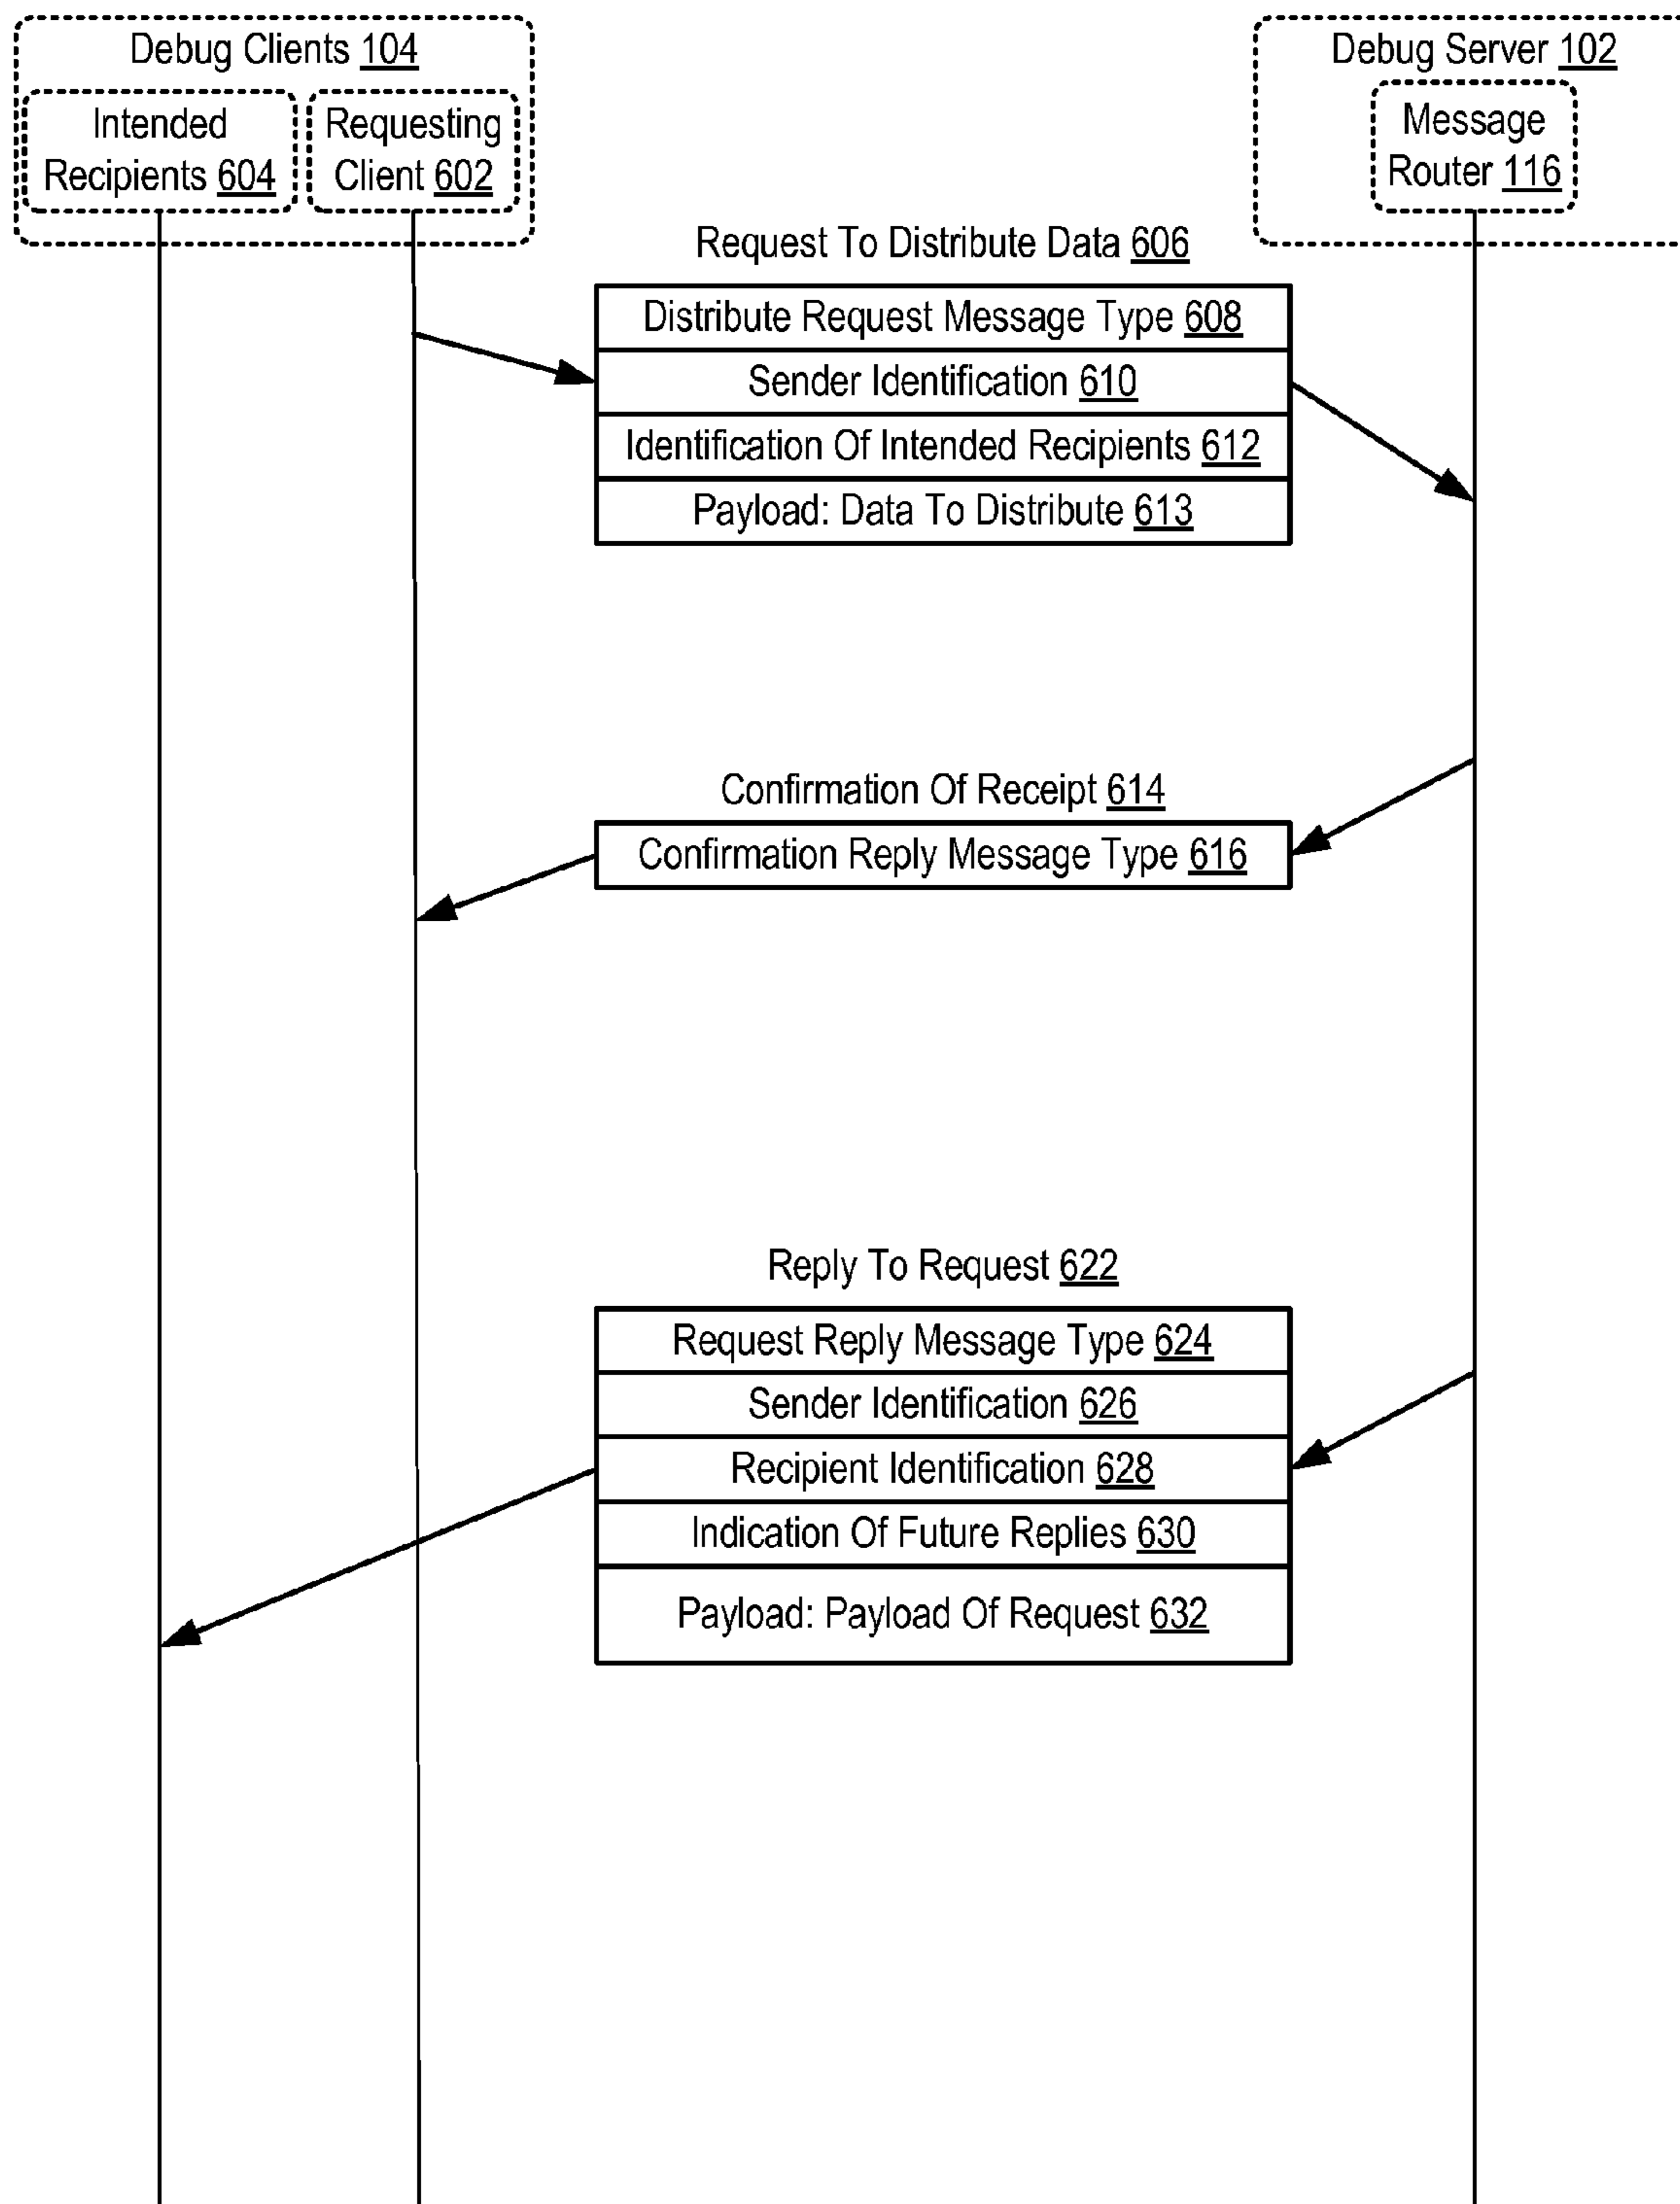 Debug Clients 104
Intended
Recipients 604
Requesting
Client 602
Debug Server 102
Message
Router 116
Request To Distribute Data 606
Distribute Request Message Type 608
Sender Identification 610
Identification Of Intended Recipients 612
Payload: Data To Distribute 613
Confirmation Of Receipt 614
Confirmation Reply Message Type 616
Reply To Request 622
Request Reply Message Type 624
Sender Identification 626
Recipient Identification 628
Indication Of Future Replies 630
Payload: Payload Of Request 632